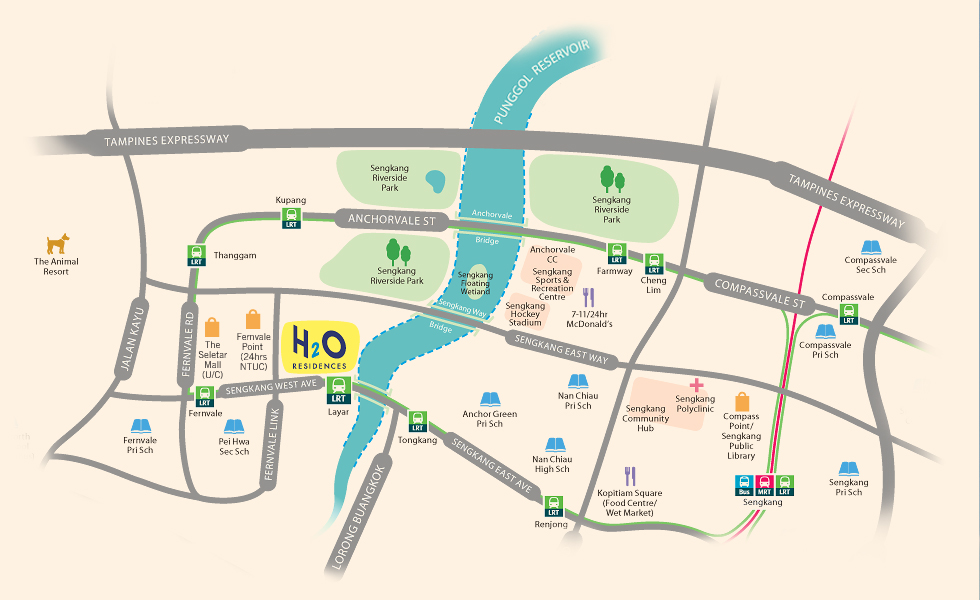 PUNGGOL RESERVOIR
TAMPINES EXPRESSWAY
TAMPINES EXPRESSWAY
Sengkang
Riverside
Park
Sengkang
Riverside
Park
Kupang
LRT
ANCHORVALE ST
Anchorvale
Bridge
The Animal
Resort
LRT
Thanggam
Sengkang
Riverside Park
Sengkang
Floating
Wetland
Anchorvale
CC
Sengkang
Sports &
Recreation
Centre
LRT
Farmway
LRT
Cheng
Lim
Compassvale
Sec Sch
COMPASSVALE ST
Compassvale
LRT
Compassvale
Pri Sch
JALAN KAYU
FERNVALE RD
The
Seletar
Mall
(U/C)
Fernvale
Point
(24hrs
NTUC)
H2O
RESIDENCES
Sengkang Way
Bridge
Sengkang
Hockey
Stadium
7-11/24hr
McDonald's
SENGKANG EAST WAY
LRT
Fernvale
SENGKANG WEST AVE
LRT
Layar
Fernvale
Pri Sch
Pei Hwa
Sec Sch
FERNVALE LINK
LRT
Tongkang
Anchor Green
Pri Sch
Nan Chiau
Pri Sch
Sengkang
Polyclinic
Sengkang
Community
Hub
Compass
Point/
Sengkang
Public
Library
SENGKANG EAST AVE
Nan Chiau
High Sch
LORONG BUANGKOK
LRT
Renjong
Kopitiam Square
(Food Centre/
Wet Market)
Bus MRT LRT
Sengkang
Sengkang
Pri Sch